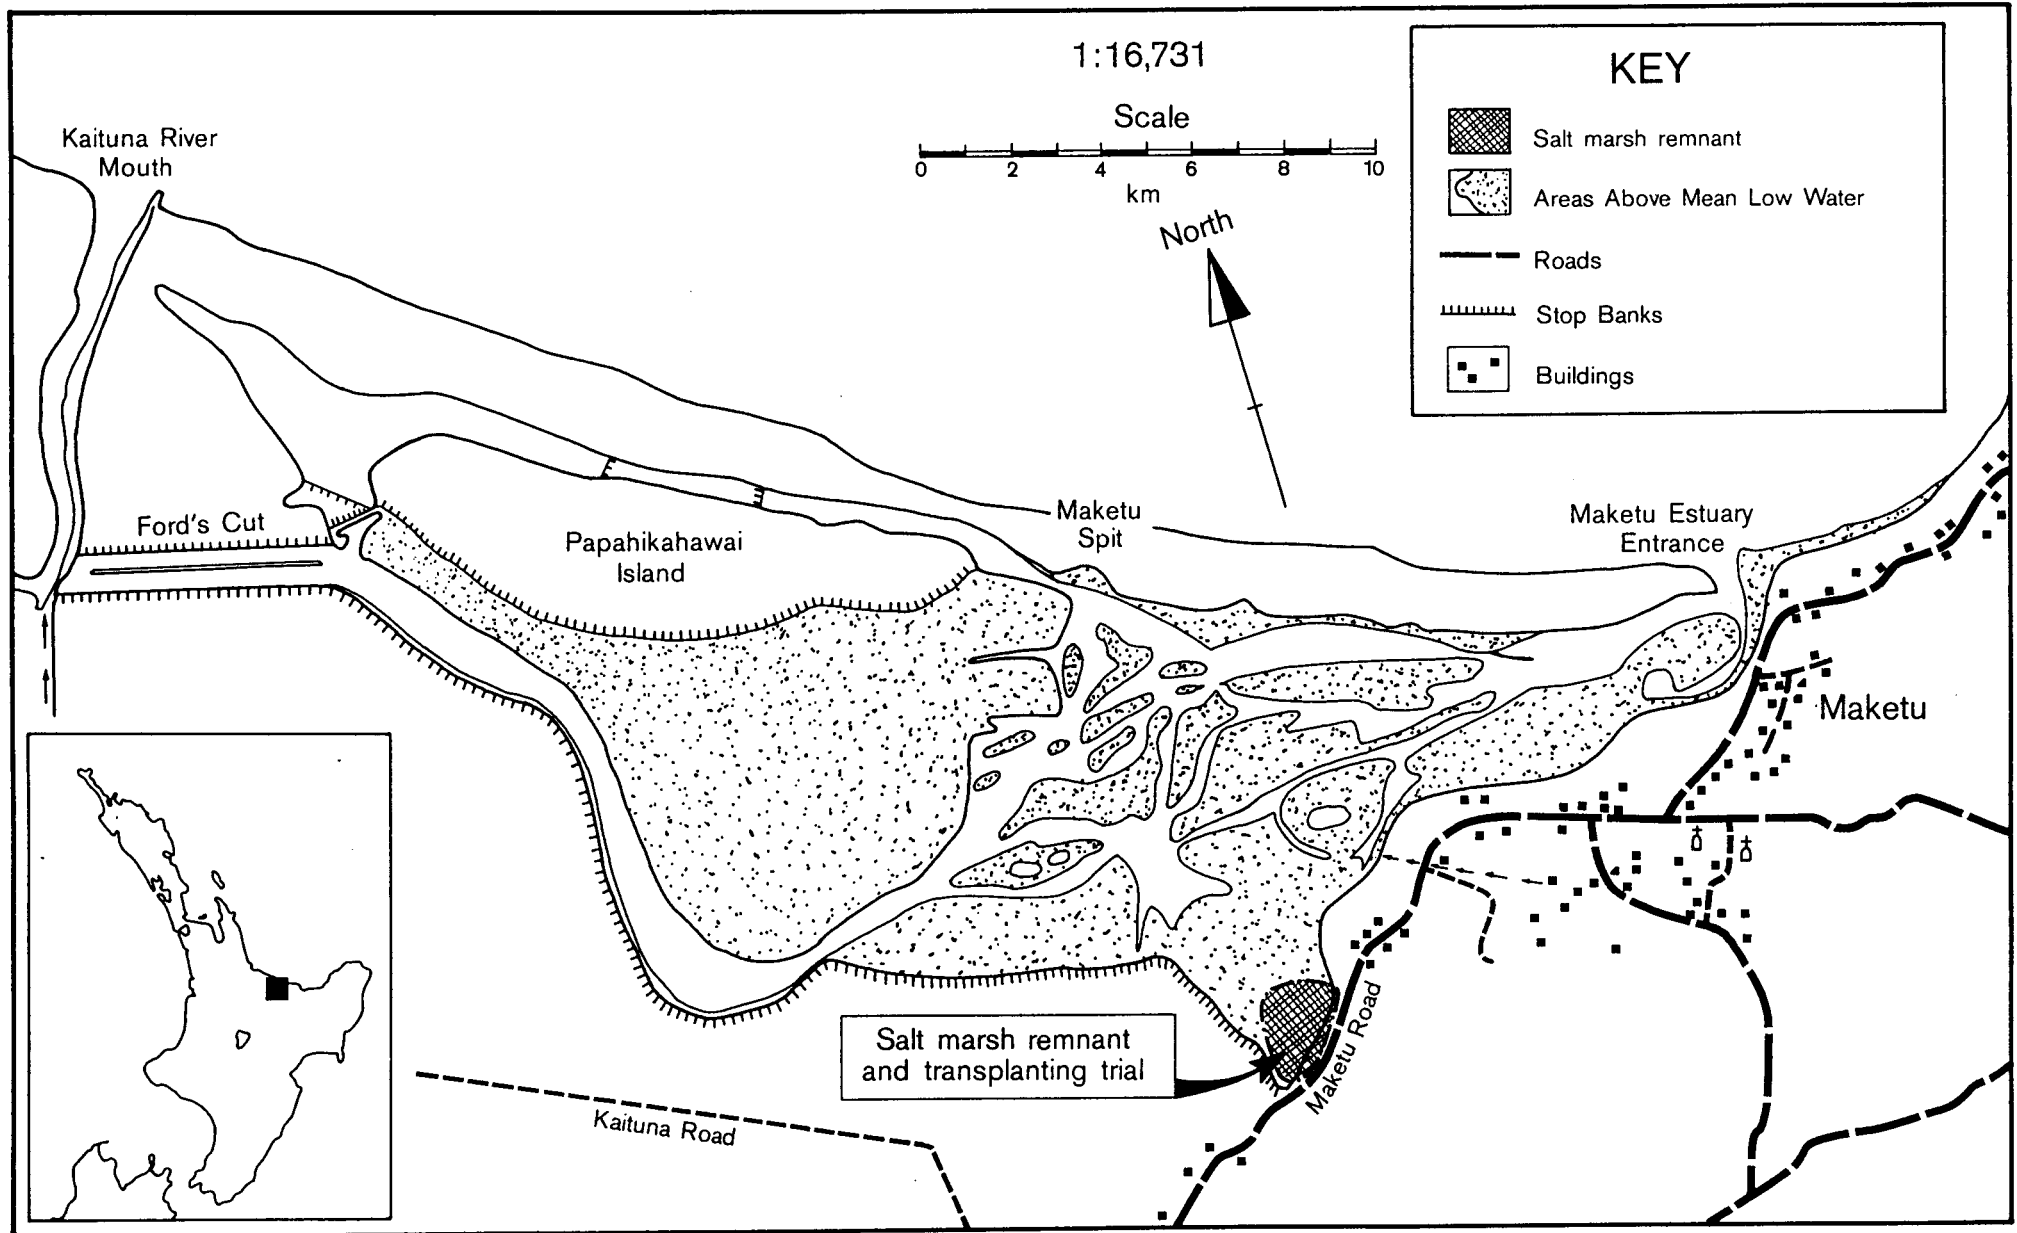 1:16,731
Scale
0 2 4 6 8 10
km
North
KEY
Salt marsh remnant
Areas Above Mean Low Water
Roads
Stop Banks
Buildings
Kaituna River
Mouth
Ford's Cut
Papahikahawai
Island
Maketu
Spit
Maketu Estuary
Entrance
Maketu
Salt marsh remnant
and transplanting trial
Maketu Road
Kaituna Road